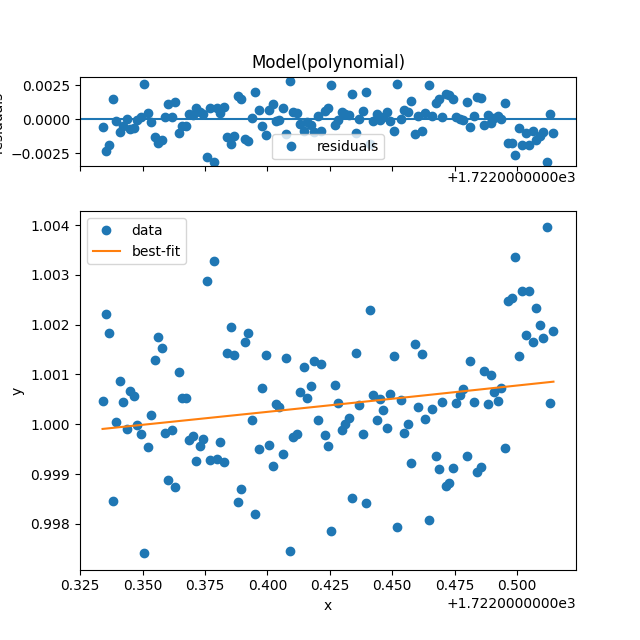 Model(polynomial)
0.0025
0.0000
−0.0025
residuals
residuals
+1.7220000000e3
1.004
1.003
1.002
1.001
1.000
0.999
0.998
y
data
best-fit
0.325 0.350 0.375 0.400 0.425 0.450 0.475 0.500
x
+1.7220000000e3